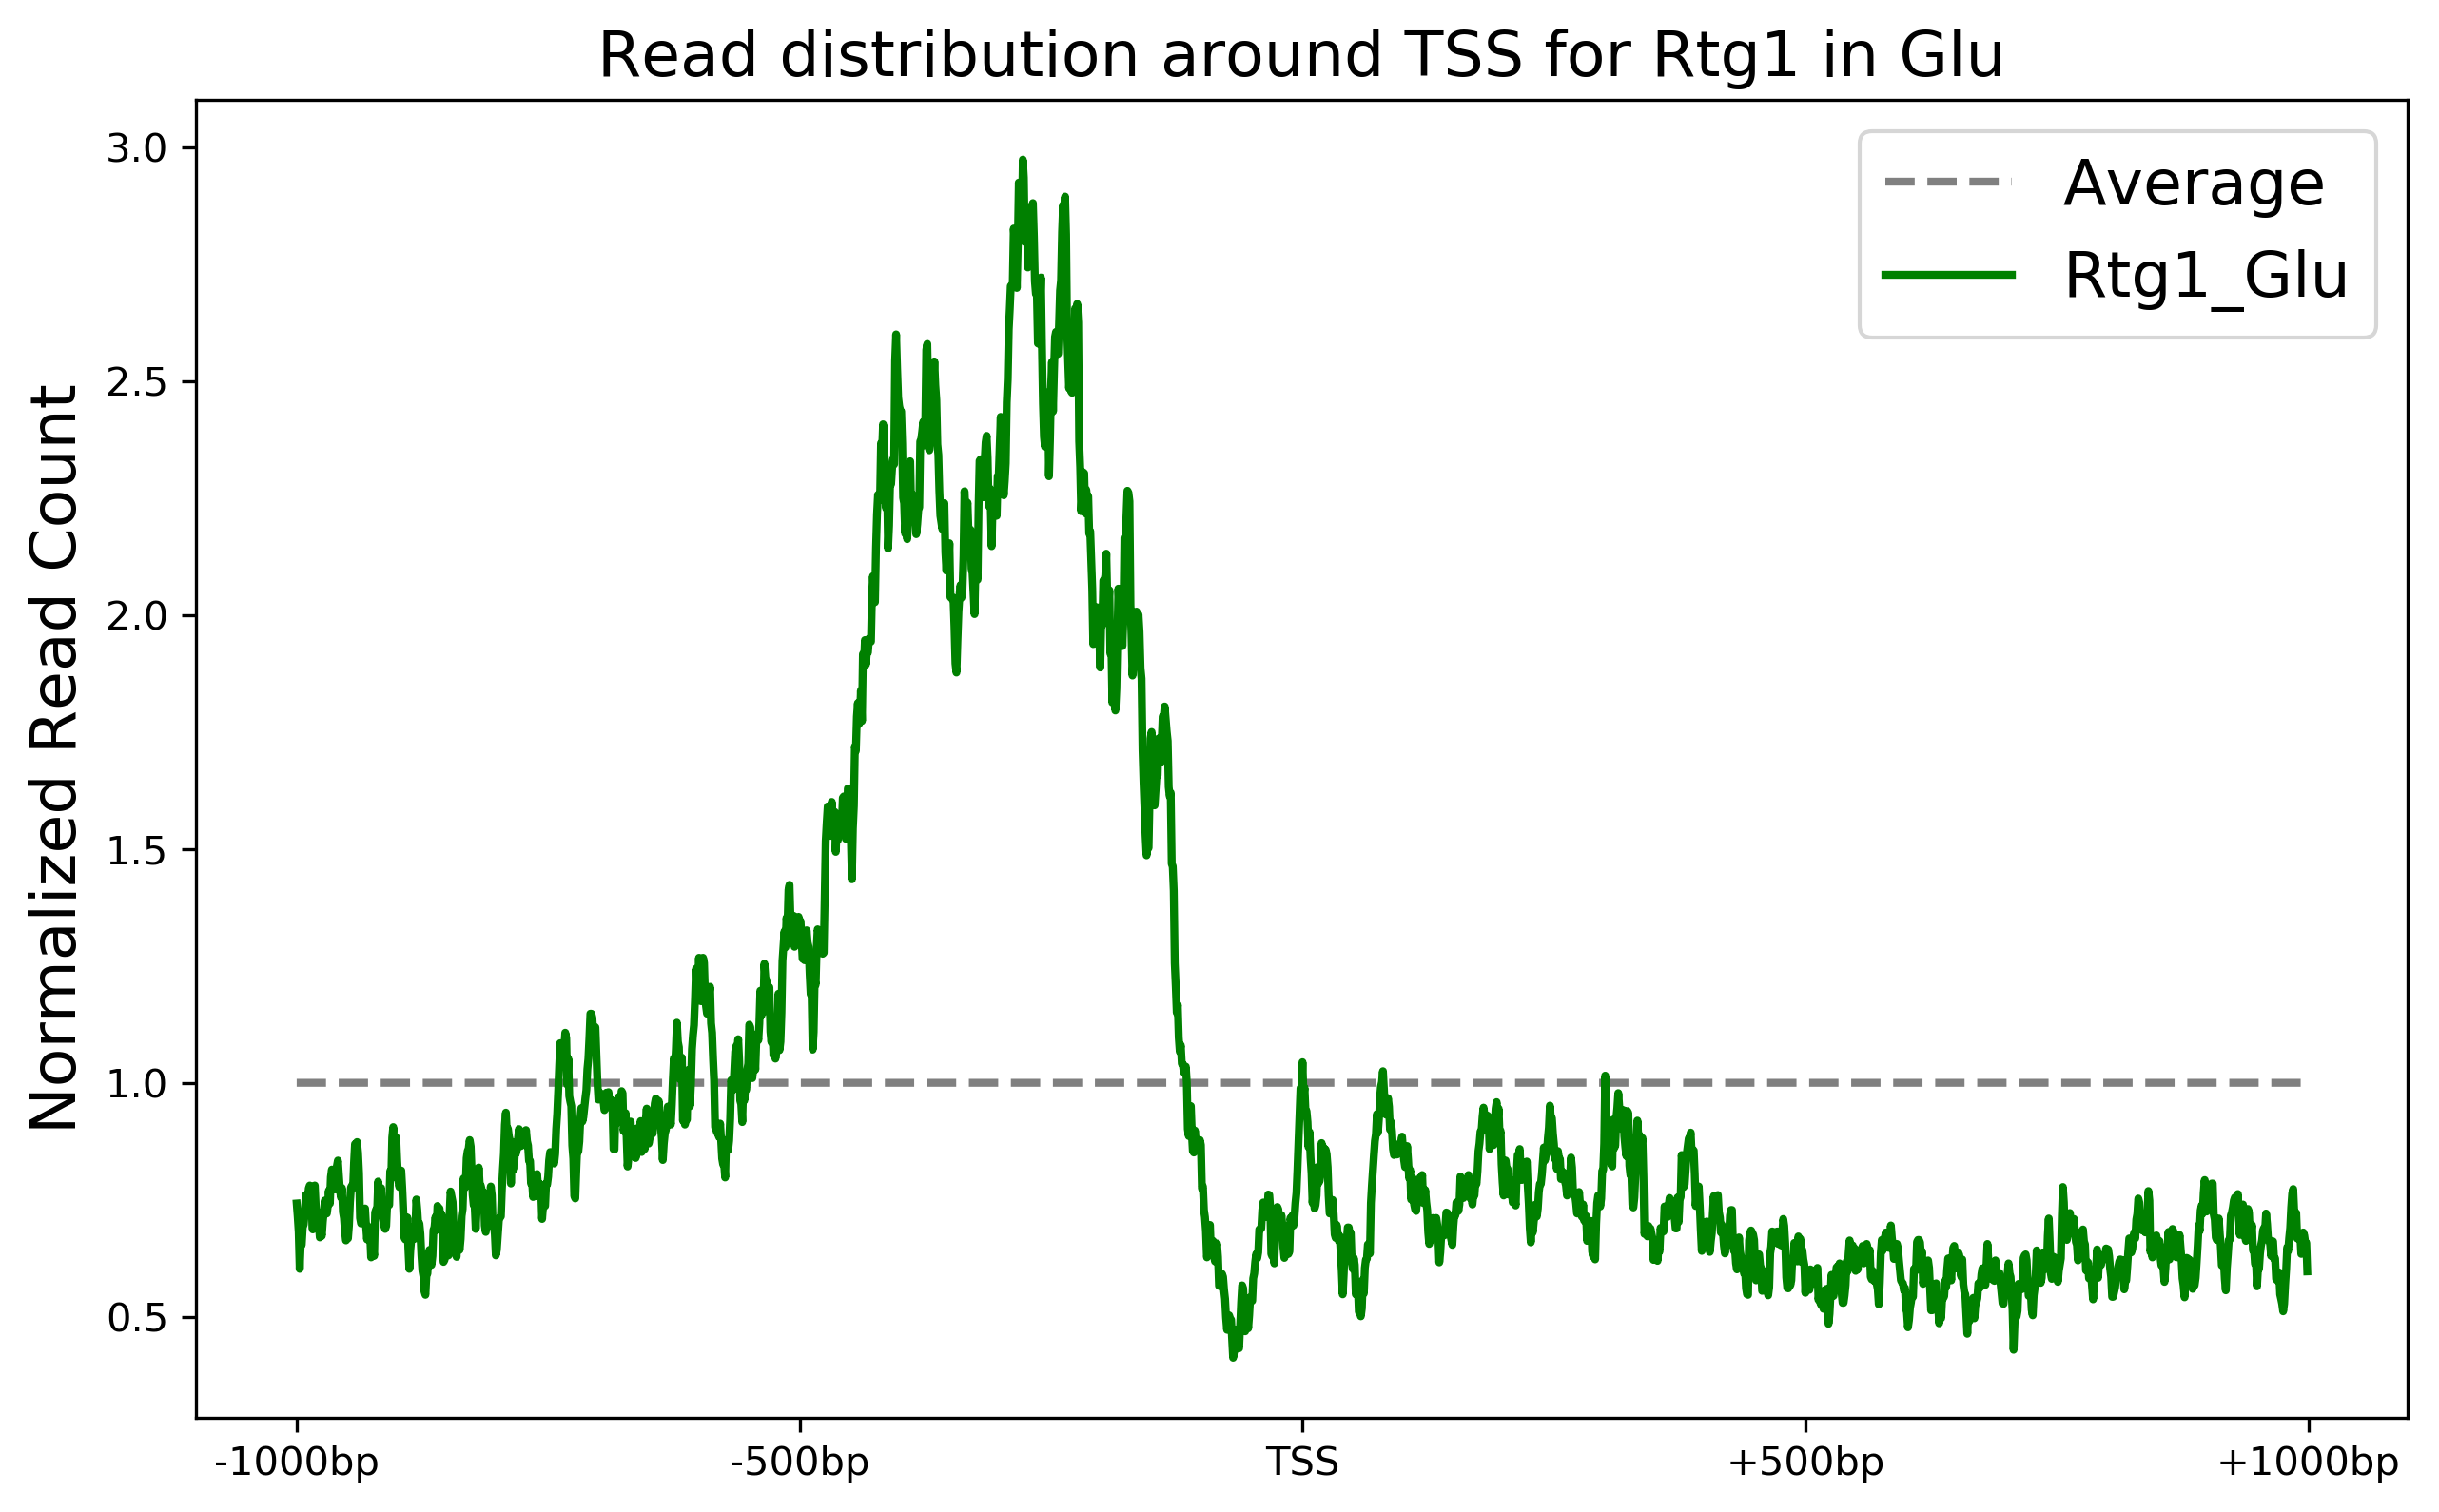 Read distribution around TSS for Rtg1 in Glu
Average
Rtg1_Glu
Normalized Read Count
3.0
2.5
2.0
1.5
1.0
0.5
-1000bp
-500bp
TSS
+500bp
+1000bp